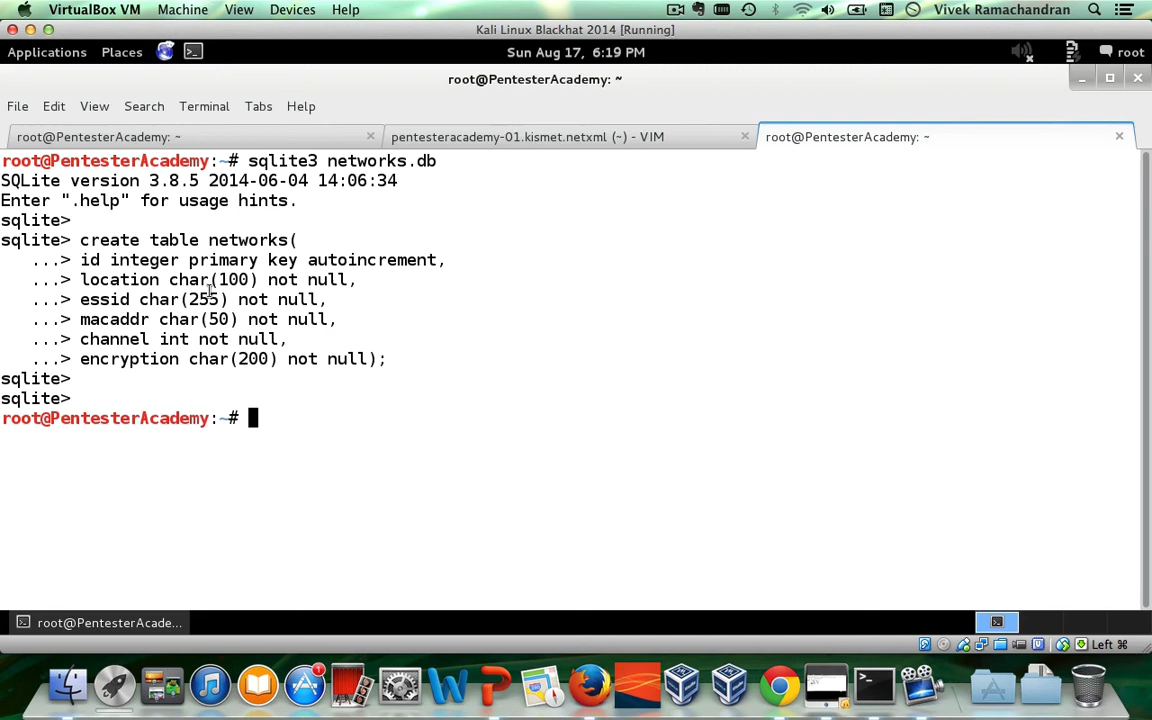 VirtualBox VM Machine View Devices Help Vivek Ramachandran
Kali Linux Blackhat 2014 [Running]
Applications Places Sun Aug 17, 6:19 PM root
root@PentesterAcademy: ~
File Edit View Search Terminal Tabs Help
root@PentesterAcademy: ~ pentesteracademy-01.kismet.netxml (~) - VIM root@PentesterAcademy: ~
root@PentesterAcademy:~# sqlite3 networks.db
SQLite version 3.8.5 2014-06-04 14:06:34
Enter ".help" for usage hints.
sqlite>
sqlite> create table networks(
...> id integer primary key autoincrement,
...> location char(100) not null,
...> essid char(255) not null,
...> macaddr char(50) not null,
...> channel int not null,
...> encryption char(200) not null);
sqlite>
sqlite>
root@PentesterAcademy:~#
root@PentesterAcade...
Left ⌘
1